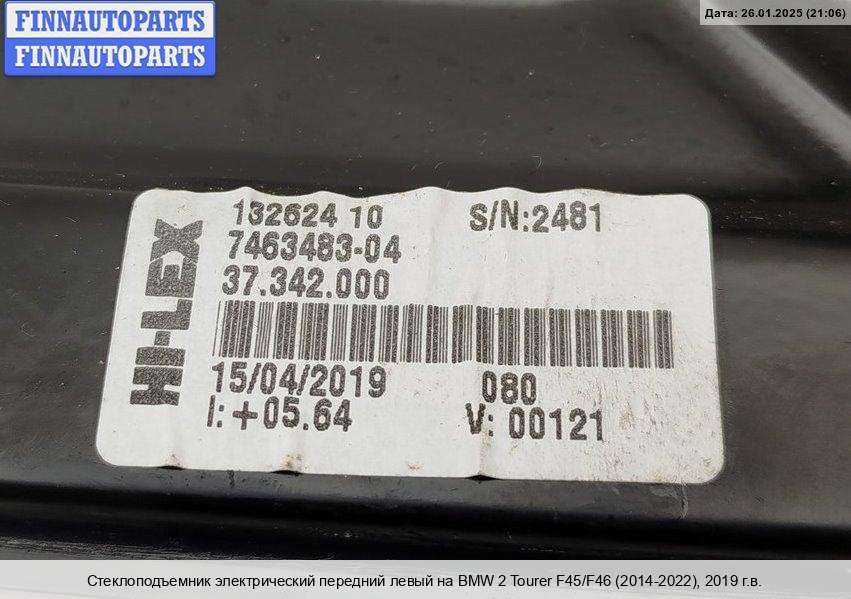 FINNAUTOPARTS
FINNAUTOPARTS
Дата: 26.01.2025 (21:06)
HI-LEX
132624 10 S/N:2481
7463483-04
37.342.000
15/04/2019 080
I:+05.64 V: 00121
Стеклоподъемник электрический передний левый на BMW 2 Tourer F45/F46 (2014-2022), 2019 г.в.